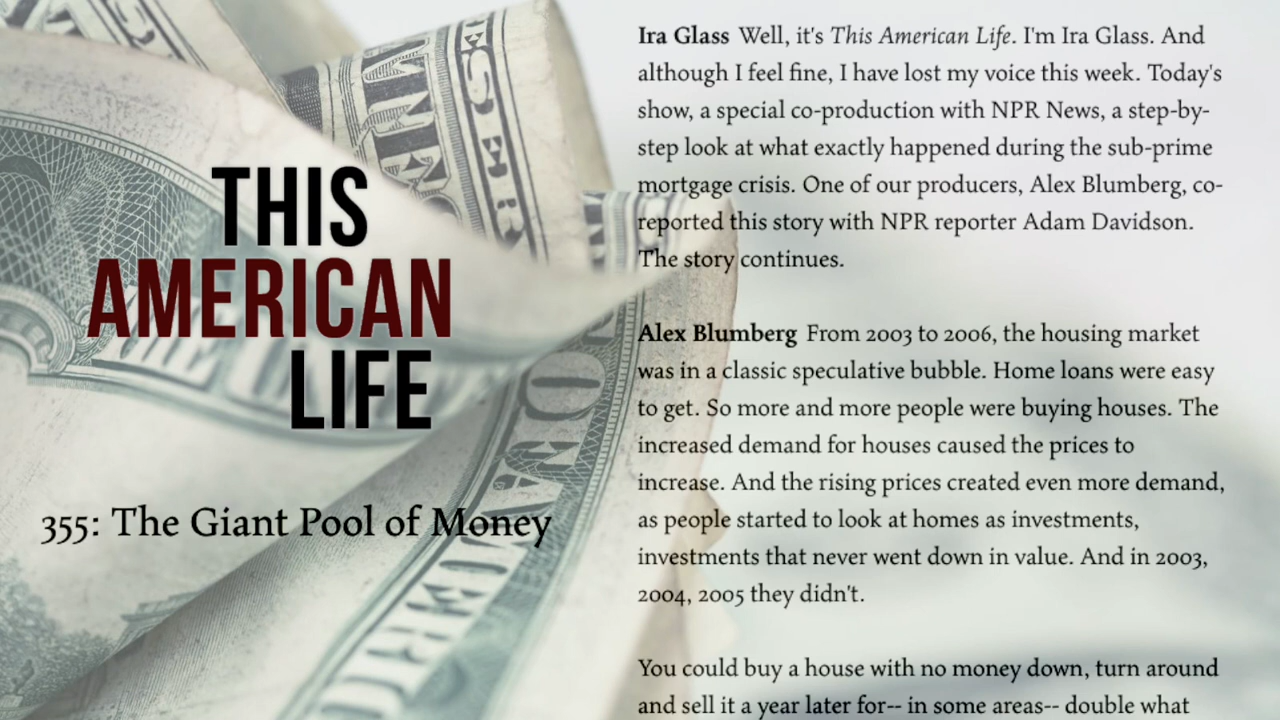 THIS
AMERICAN
LIFE
355: The Giant Pool of Money
Ira Glass Well, it's This American Life. I'm Ira Glass. And
although I feel fine, I have lost my voice this week. Today's
show, a special co-production with NPR News, a step-by-
step look at what exactly happened during the sub-prime
mortgage crisis. One of our producers, Alex Blumberg, co-
reported this story with NPR reporter Adam Davidson.
The story continues.
Alex Blumberg From 2003 to 2006, the housing market
was in a classic speculative bubble. Home loans were easy
to get. So more and more people were buying houses. The
increased demand for houses caused the prices to
increase. And the rising prices created even more demand,
as people started to look at homes as investments,
investments that never went down in value. And in 2003,
2004, 2005 they didn't.
You could buy a house with no money down, turn around
and sell it a year later for-- in some areas-- double what